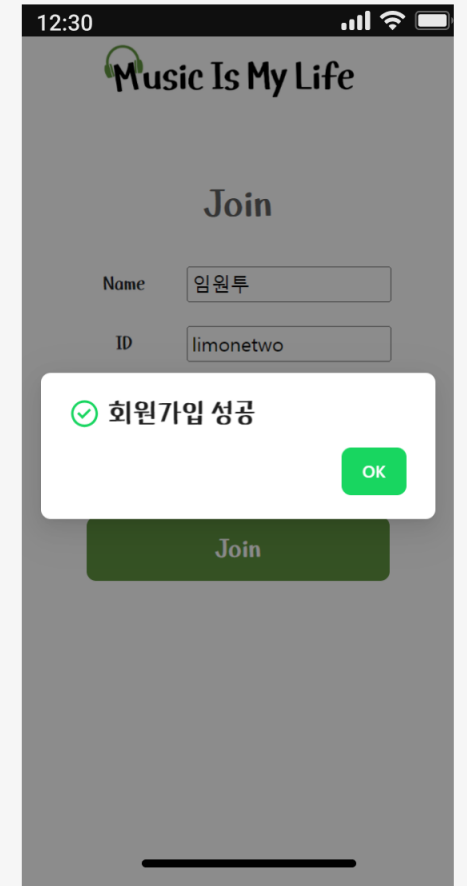 12:30
Music Is My Life
Join
Name 임원투
ID limonetwo
회원가입 성공
OK
Join